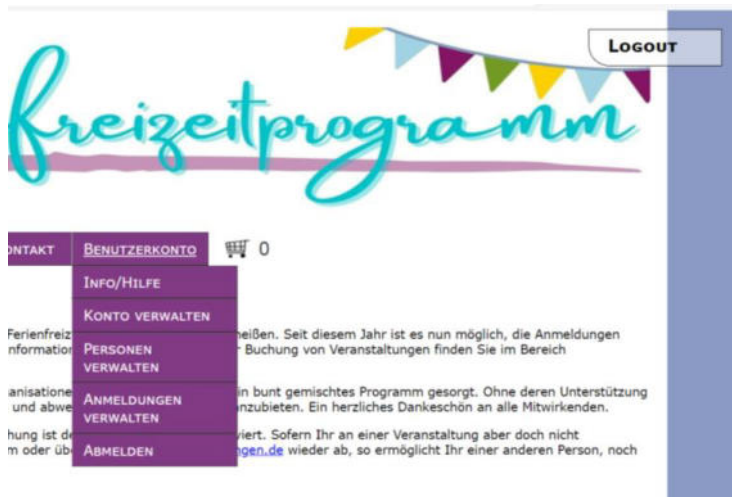 LOGOUT
freizeitprogramm
ONTAKT BENUTZERKONTO 0
INFO/HILFE
KONTO VERWALTEN
PERSONEN
VERWALTEN
ANMELDUNGEN
VERWALTEN
ABMELDEN
Ferienfreiz heißen. Seit diesem Jahr ist es nun möglich, die Anmeldungen
nformation r Buchung von Veranstaltungen finden Sie im Bereich
anisatione in bunt gemischtes Programm gesorgt. Ohne deren Unterstützung
und abwe anzubieten. Ein herzliches Dankeschön an alle Mitwirkenden.
hung ist de viert. Sofern Ihr an einer Veranstaltung aber doch nicht
m oder übe ngen.de wieder ab, so ermöglicht Ihr einer anderen Person, noch